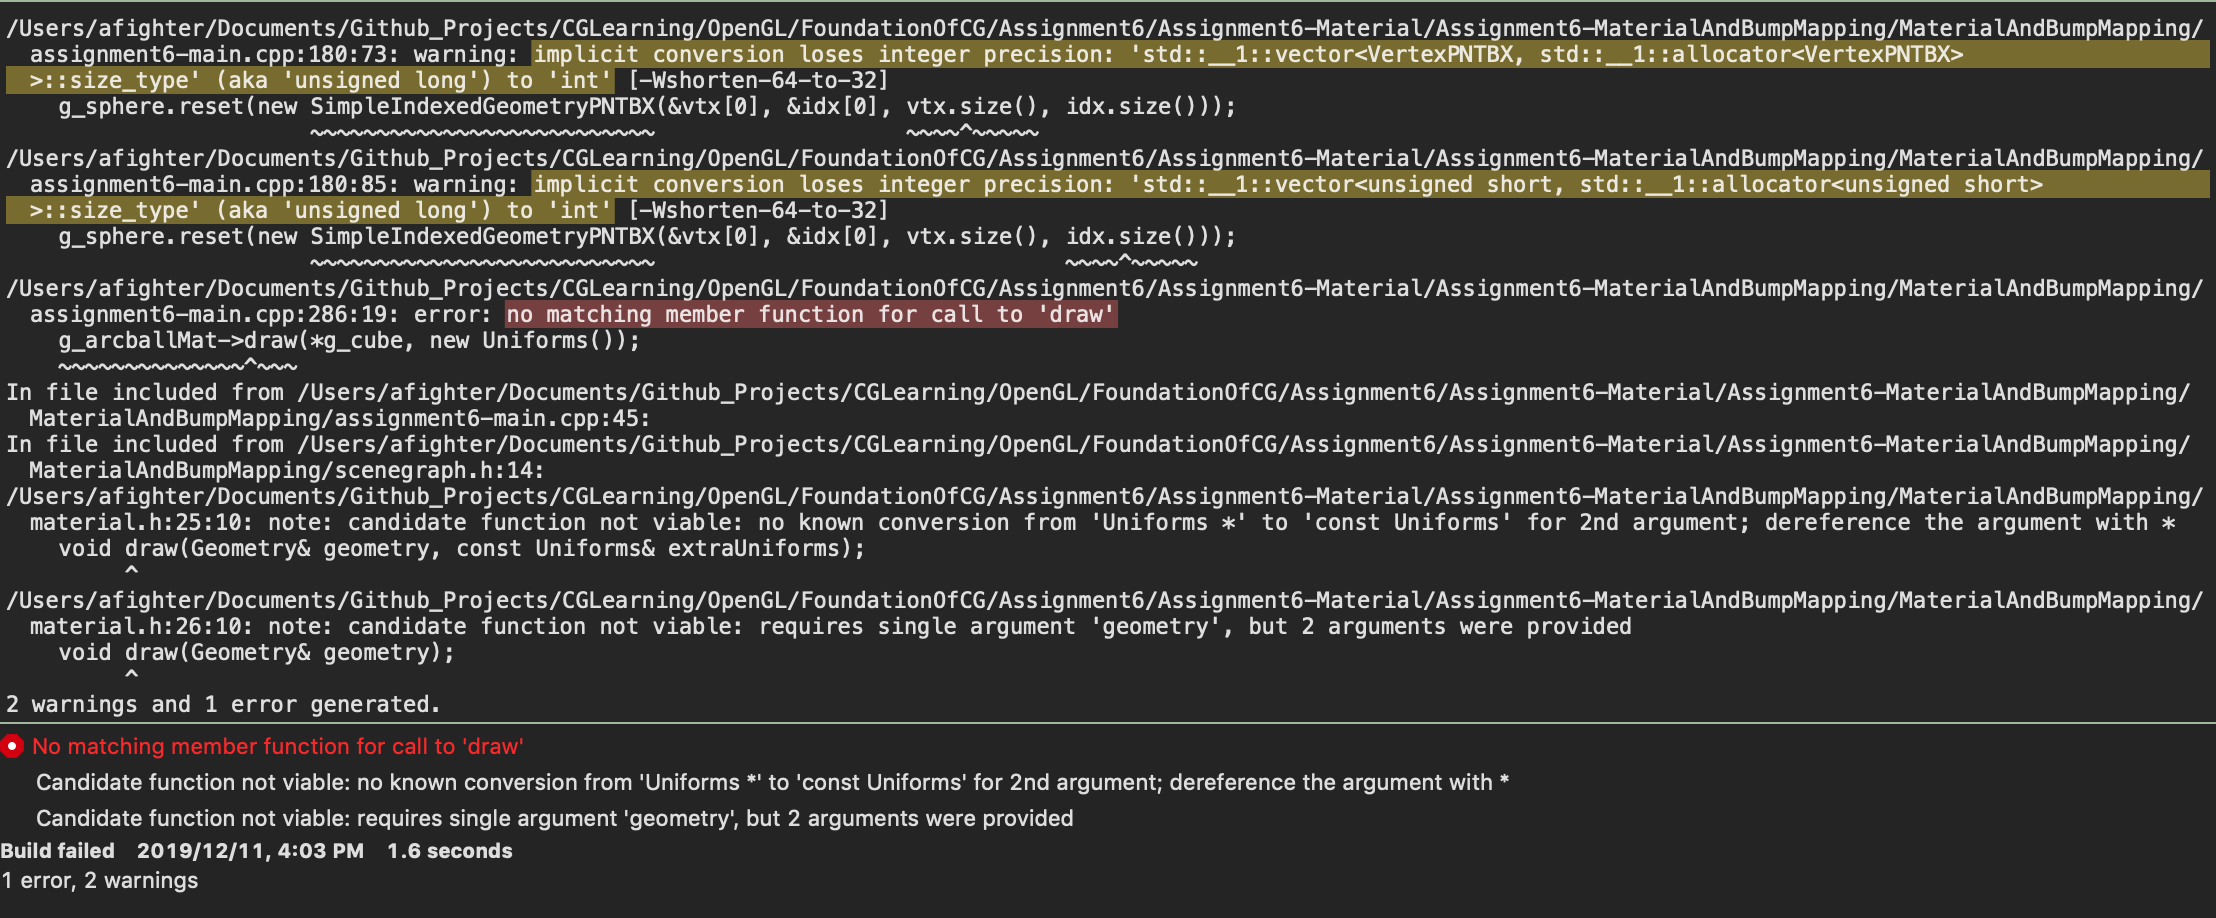 /Users/afighter/Documents/Github_Projects/CGLearning/OpenGL/FoundationOfCG/Assignment6/Assignment6-Material/Assignment6-MaterialAndBumpMapping/MaterialAndBumpMapping/
assignment6-main.cpp:180:73: warning: implicit conversion loses integer precision: 'std::__1::vector<VertexPNTBX, std::__1::allocator<VertexPNTBX>
>::size_type' (aka 'unsigned long') to 'int' [-Wshorten-64-to-32]
g_sphere.reset(new SimpleIndexedGeometryPNTBX(&vtx[0], &idx[0], vtx.size(), idx.size()));
~~~~~~~~~~~~~~~~~~~~~~~~~~ ~~~~^~~~~~
/Users/afighter/Documents/Github_Projects/CGLearning/OpenGL/FoundationOfCG/Assignment6/Assignment6-Material/Assignment6-MaterialAndBumpMapping/MaterialAndBumpMapping/
assignment6-main.cpp:180:85: warning: implicit conversion loses integer precision: 'std::__1::vector<unsigned short, std::__1::allocator<unsigned short>
>::size_type' (aka 'unsigned long') to 'int' [-Wshorten-64-to-32]
g_sphere.reset(new SimpleIndexedGeometryPNTBX(&vtx[0], &idx[0], vtx.size(), idx.size()));
~~~~~~~~~~~~~~~~~~~~~~~~~~ ~~~~^~~~~~
/Users/afighter/Documents/Github_Projects/CGLearning/OpenGL/FoundationOfCG/Assignment6/Assignment6-Material/Assignment6-MaterialAndBumpMapping/MaterialAndBumpMapping/
assignment6-main.cpp:286:19: error: no matching member function for call to 'draw'
g_arcballMat->draw(*g_cube, new Uniforms());
~~~~~~~~~~~~~~^~~~
In file included from /Users/afighter/Documents/Github_Projects/CGLearning/OpenGL/FoundationOfCG/Assignment6/Assignment6-Material/Assignment6-MaterialAndBumpMapping/
MaterialAndBumpMapping/assignment6-main.cpp:45:
In file included from /Users/afighter/Documents/Github_Projects/CGLearning/OpenGL/FoundationOfCG/Assignment6/Assignment6-Material/Assignment6-MaterialAndBumpMapping/
MaterialAndBumpMapping/scenegraph.h:14:
/Users/afighter/Documents/Github_Projects/CGLearning/OpenGL/FoundationOfCG/Assignment6/Assignment6-Material/Assignment6-MaterialAndBumpMapping/MaterialAndBumpMapping/
material.h:25:10: note: candidate function not viable: no known conversion from 'Uniforms *' to 'const Uniforms' for 2nd argument; dereference the argument with *
void draw(Geometry& geometry, const Uniforms& extraUniforms);
^
/Users/afighter/Documents/Github_Projects/CGLearning/OpenGL/FoundationOfCG/Assignment6/Assignment6-Material/Assignment6-MaterialAndBumpMapping/MaterialAndBumpMapping/
material.h:26:10: note: candidate function not viable: requires single argument 'geometry', but 2 arguments were provided
void draw(Geometry& geometry);
^
2 warnings and 1 error generated.
No matching member function for call to 'draw'
Candidate function not viable: no known conversion from 'Uniforms *' to 'const Uniforms' for 2nd argument; dereference the argument with *
Candidate function not viable: requires single argument 'geometry', but 2 arguments were provided
Build failed 2019/12/11, 4:03 PM 1.6 seconds
1 error, 2 warnings